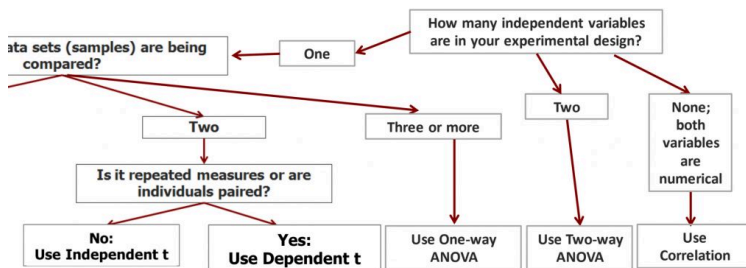 How many independent variables
are in your experimental design?
ata sets (samples) are being
compared?
One
Two
Three or more
Two
None;
both
variables
are
numerical
Is it repeated measures or are
individuals paired?
No:
Use Independent t
Yes:
Use Dependent t
Use One-way
ANOVA
Use Two-way
ANOVA
Use
Correlation